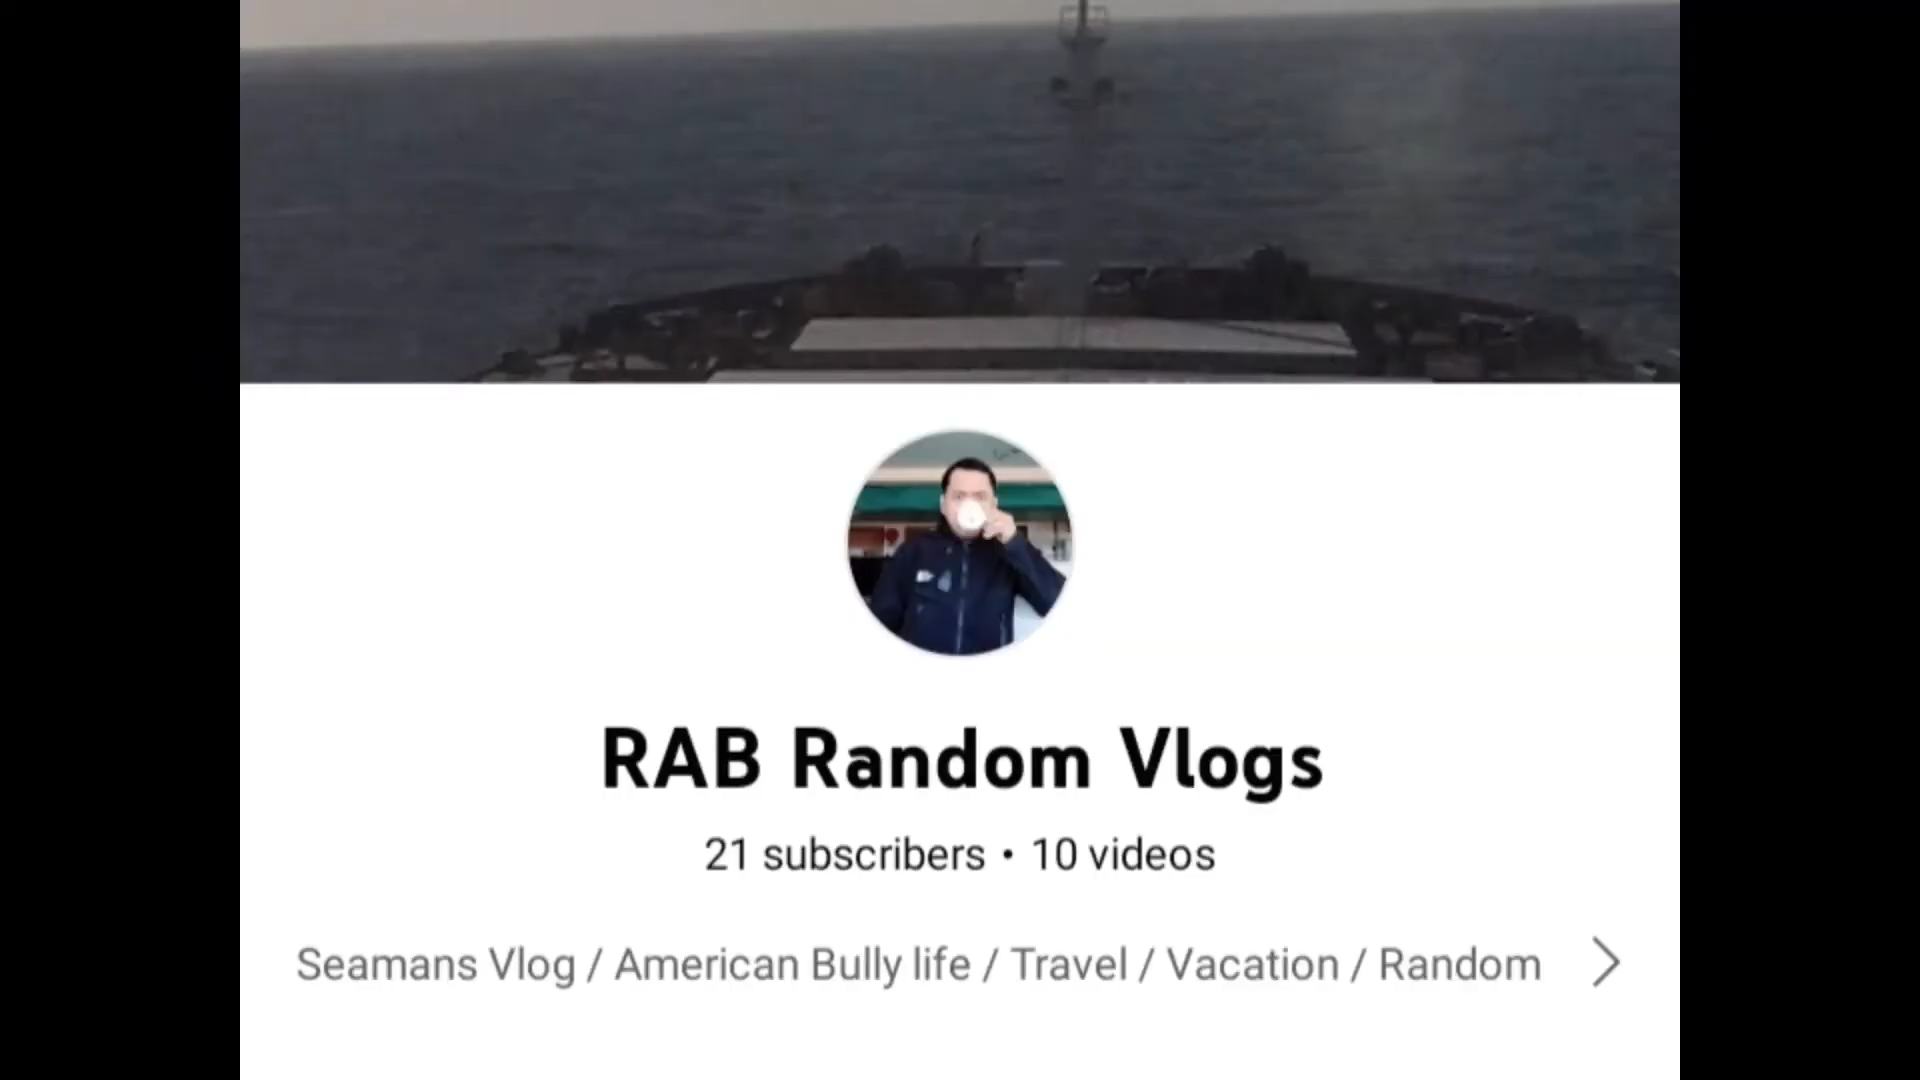 RAB Random Vlogs
21 subscribers • 10 videos
Seamans Vlog / American Bully life / Travel / Vacation / Random